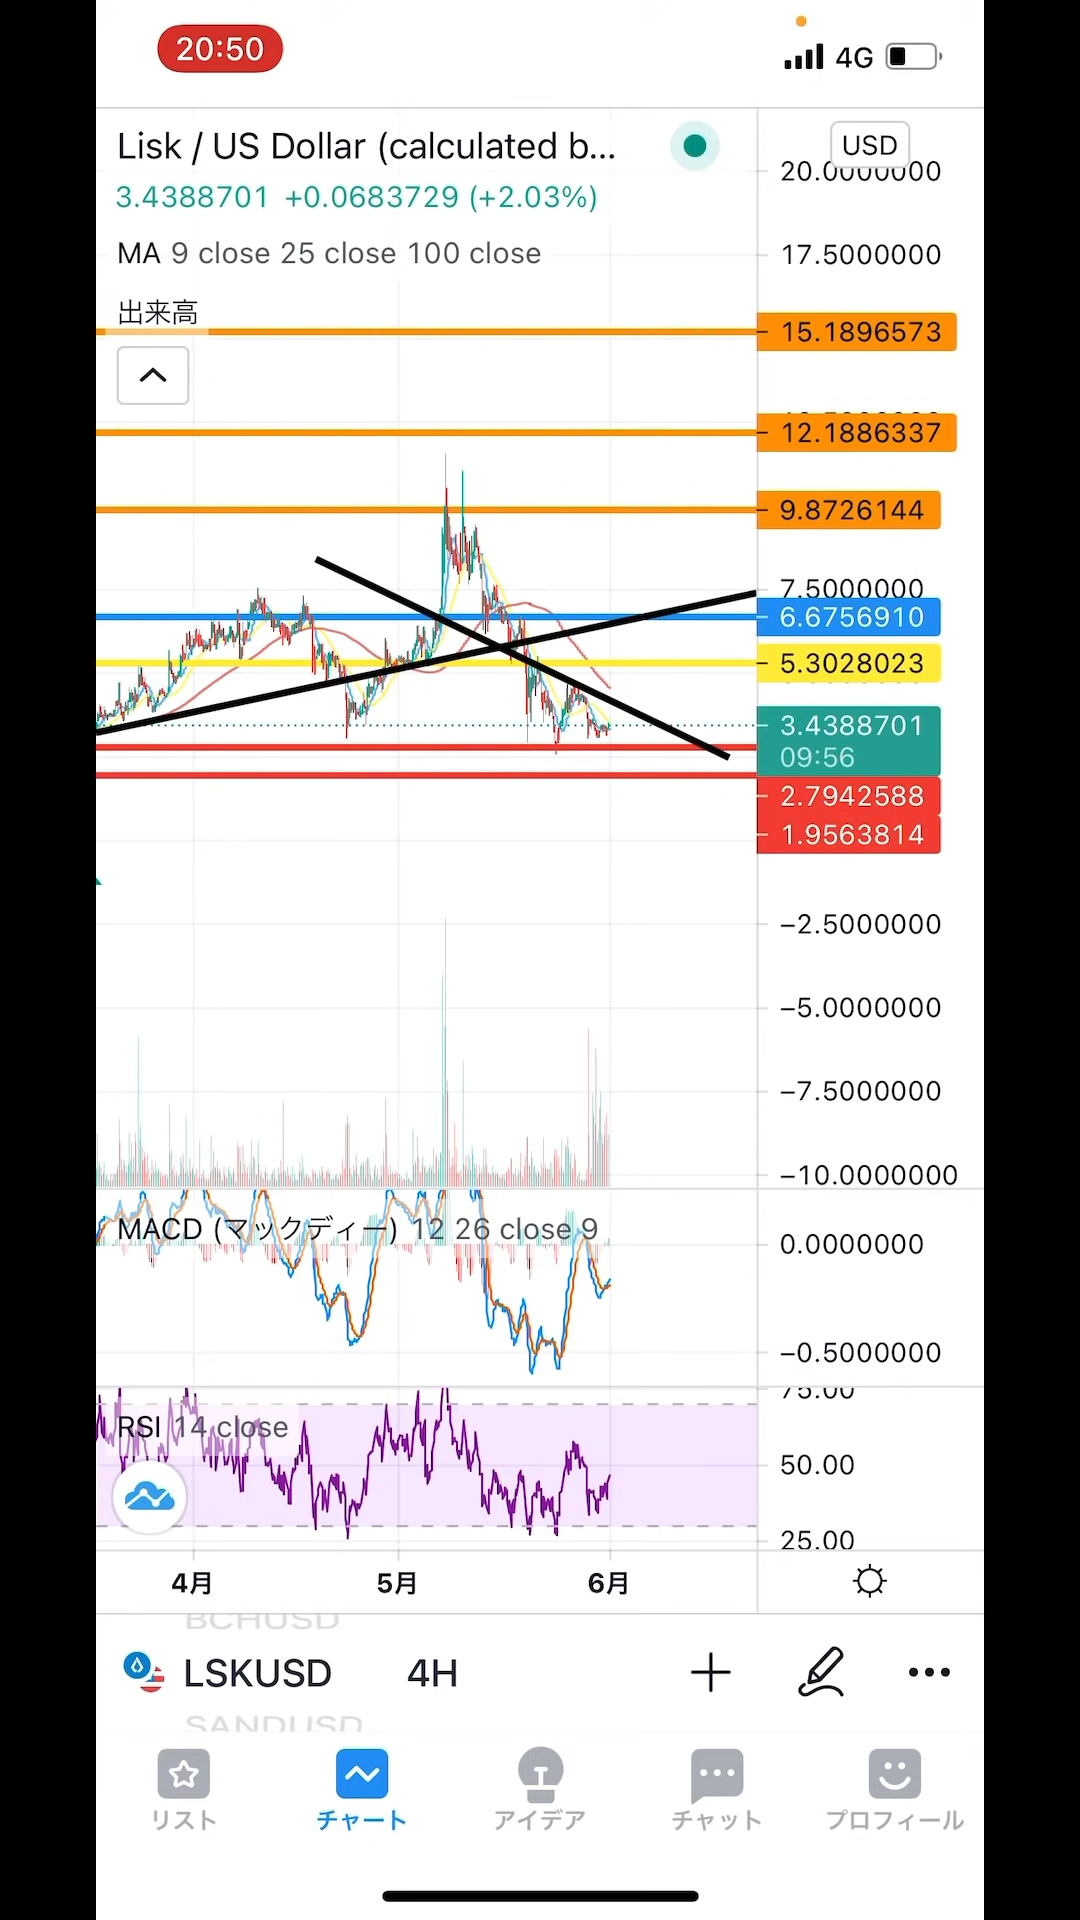 20:50
4G
Lisk / US Dollar (calculated b...
USD
3.4388701 +0.0683729 (+2.03%)
MA 9 close 25 close 100 close
出来高
20.0000000
17.5000000
15.1896573
12.1886337
9.8726144
7.5000000
6.6756910
5.3028023
3.4388701
09:56
2.7942588
1.9563814
−2.5000000
−5.0000000
−7.5000000
−10.0000000
MACD (マックディー) 12 26 close 9
0.0000000
−0.5000000
75.00
RSI 14 close
50.00
25.00
4月 5月 6月
BCHUSD
LSKUSD 4H
SANDUSD
リスト チャート アイデア チャット プロフィール